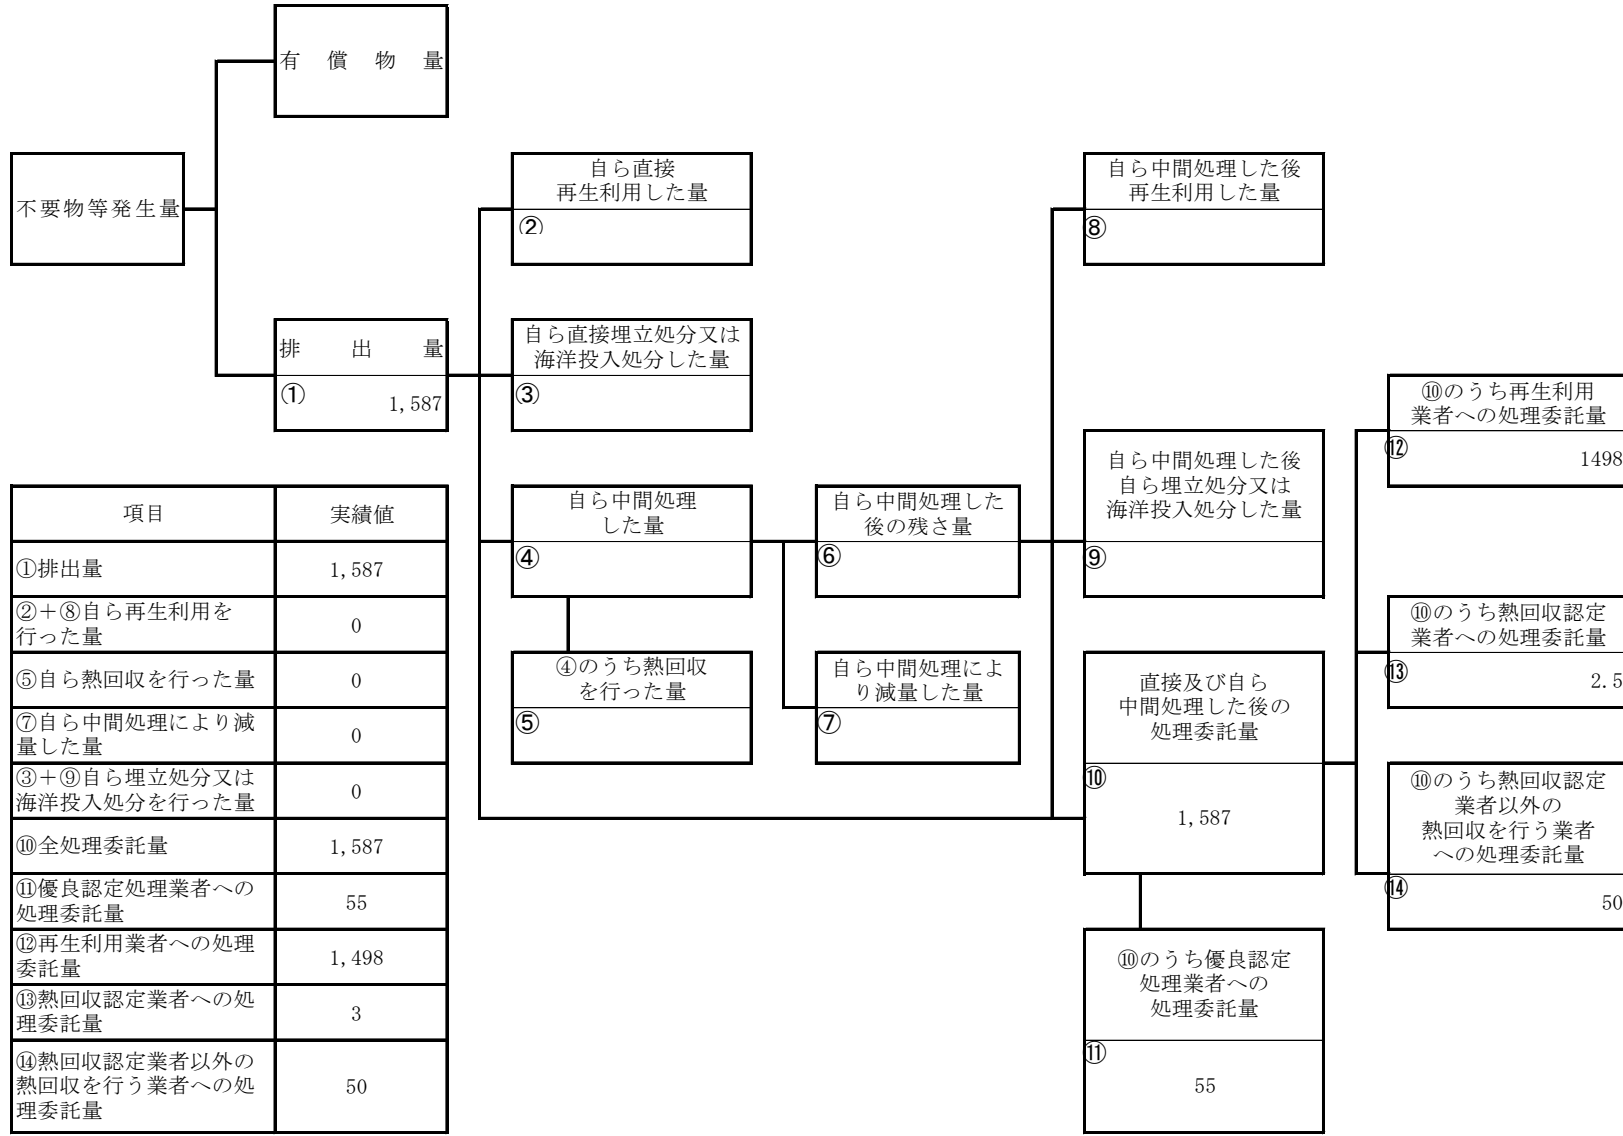 有償物量
不要物等発生量
自ら直接
再生利用した量
②
自ら中間処理した後
再生利用した量
⑧
排出量
① 1,587
自ら直接埋立処分又は
海洋投入処分した量
③
⑩のうち再生利用
業者への処理委託量
⑫ 1498
自ら中間処理
した量
④
自ら中間処理した
後の残さ量
⑥
自ら中間処理した後
自ら埋立処分又は
海洋投入処分した量
⑨
⑩のうち熱回収認定
業者への処理委託量
⑬ 2.5
④のうち熱回収
を行った量
⑤
自ら中間処理によ
り減量した量
⑦
直接及び自ら
中間処理した後の
処理委託量
⑩
1,587
⑩のうち熱回収認定
業者以外の
熱回収を行う業者
への処理委託量
⑭ 50
⑩のうち優良認定
処理業者への
処理委託量
⑪
55
項目 実績値
①排出量 1,587
②+⑧自ら再生利用を
行った量 0
⑤自ら熱回収を行った量 0
⑦自ら中間処理により減
量した量 0
③+⑨自ら埋立処分又は
海洋投入処分を行った量 0
⑩全処理委託量 1,587
⑪優良認定処理業者への
処理委託量 55
⑫再生利用業者への処理
委託量 1,498
⑬熱回収認定業者への処
理委託量 3
⑭熱回収認定業者以外の
熱回収を行う業者への処
理委託量 50